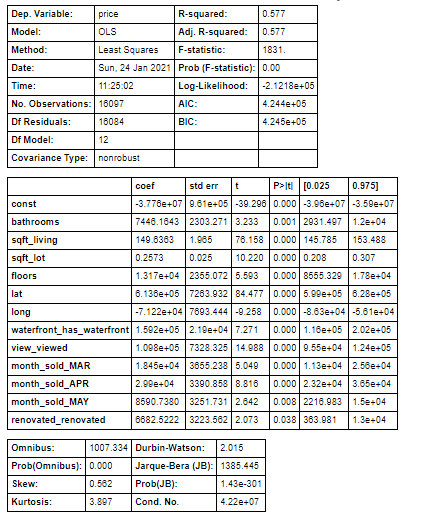 Dep. Variable: price R-squared: 0.577
Model: OLS Adj. R-squared: 0.577
Method: Least Squares F-statistic: 1831.
Date: Sun, 24 Jan 2021 Prob (F-statistic): 0.00
Time: 11:25:02 Log-Likelihood: -2.1218e+05
No. Observations: 16097 AIC: 4.244e+05
Df Residuals: 16084 BIC: 4.245e+05
Df Model: 12
Covariance Type: nonrobust
coef std err t P>|t| [0.025 0.975]
const -3.776e+07 9.61e+05 -39.296 0.000 -3.96e+07 -3.59e+07
bathrooms 7446.1643 2303.271 3.233 0.001 2931.497 1.2e+04
sqft_living 149.6363 1.965 76.158 0.000 145.785 153.488
sqft_lot 0.2573 0.025 10.220 0.000 0.208 0.307
floors 1.317e+04 2355.072 5.593 0.000 8555.329 1.78e+04
lat 6.136e+05 7263.932 84.477 0.000 5.99e+05 6.28e+05
long -7.122e+04 7693.444 -9.258 0.000 -8.63e+04 -5.61e+04
waterfront_has_waterfront 1.592e+05 2.19e+04 7.271 0.000 1.16e+05 2.02e+05
view_viewed 1.098e+05 7328.325 14.988 0.000 9.55e+04 1.24e+05
month_sold_MAR 1.845e+04 3655.238 5.049 0.000 1.13e+04 2.56e+04
month_sold_APR 2.99e+04 3390.858 8.816 0.000 2.32e+04 3.65e+04
month_sold_MAY 8590.7380 3251.731 2.642 0.008 2216.983 1.5e+04
renovated_renovated 6682.5222 3223.562 2.073 0.038 363.981 1.3e+04
Omnibus: 1007.334 Durbin-Watson: 2.015
Prob(Omnibus): 0.000 Jarque-Bera (JB): 1385.445
Skew: 0.562 Prob(JB): 1.43e-301
Kurtosis: 3.897 Cond. No. 4.22e+07